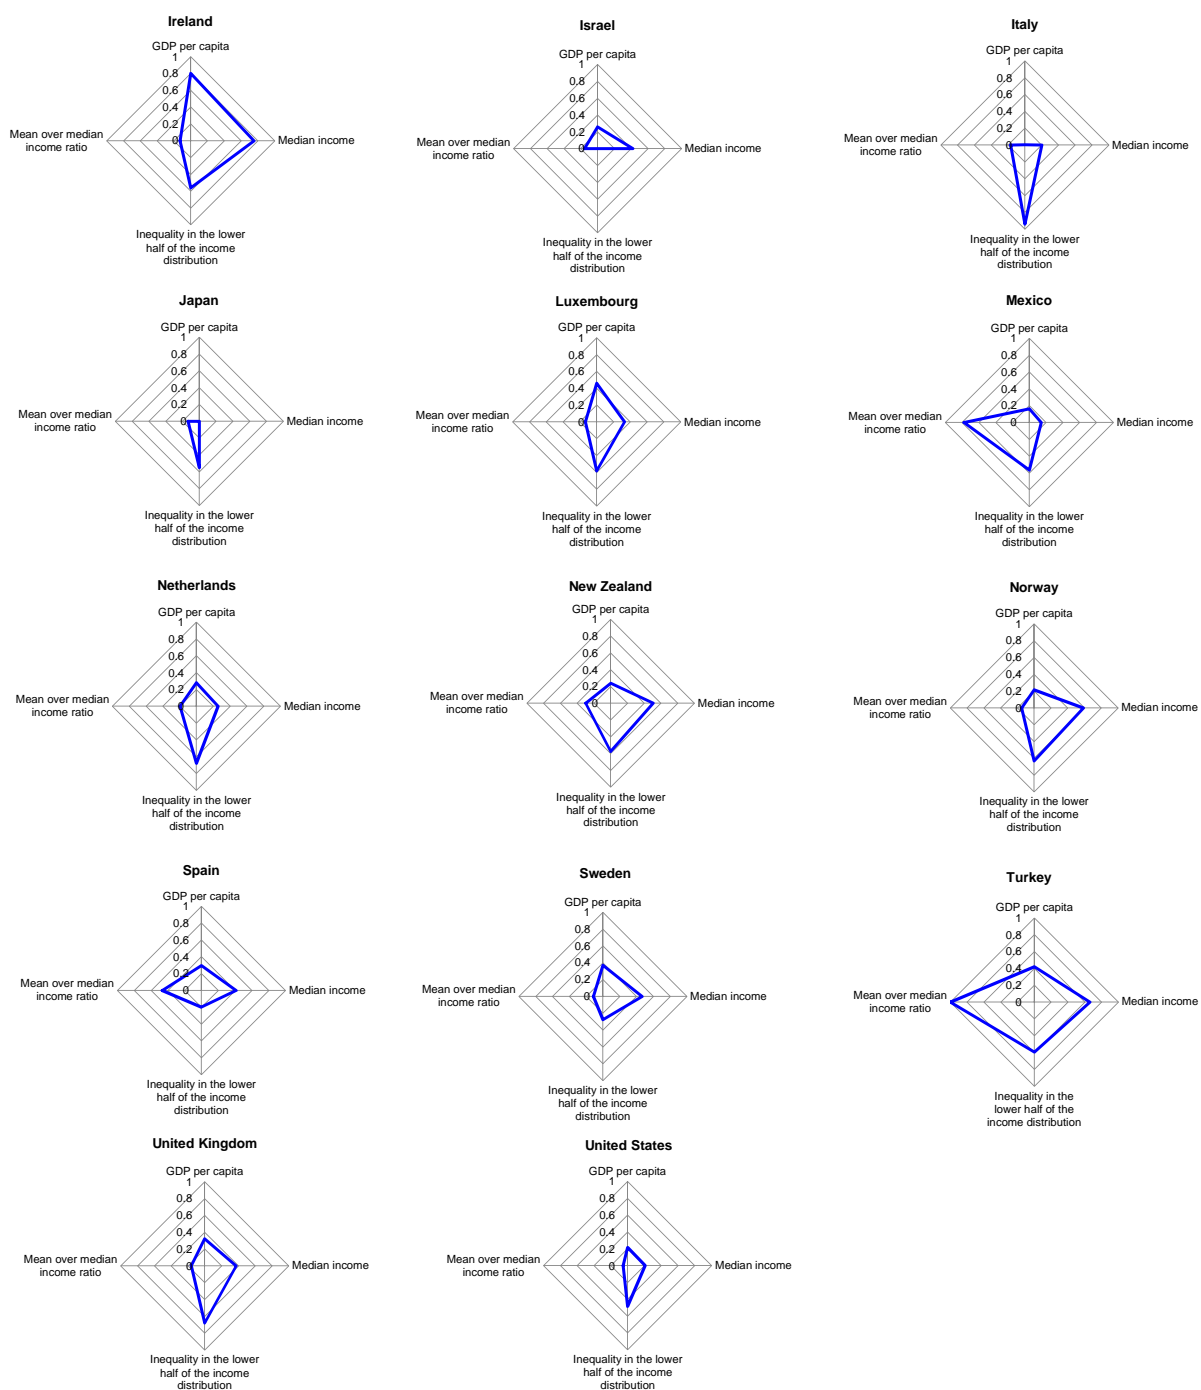 Ireland
GDP per capita
1
0.8
0.6
0.4
0.2
0
Mean over median
income ratio
Median income
Inequality in the lower
half of the income
distribution
Israel
GDP per capita
1
0.8
0.6
0.4
0.2
0
Mean over median
income ratio
Median income
Inequality in the lower
half of the income
distribution
Italy
GDP per capita
1
0.8
0.6
0.4
0.2
0
Mean over median
income ratio
Median income
Inequality in the lower
half of the income
distribution
Japan
GDP per capita
1
0.8
0.6
0.4
0.2
0
Mean over median
income ratio
Median income
Inequality in the lower
half of the income
distribution
Luxembourg
GDP per capita
1
0.8
0.6
0.4
0.2
0
Mean over median
income ratio
Median income
Inequality in the lower
half of the income
distribution
Mexico
GDP per capita
1
0.8
0.6
0.4
0.2
0
Mean over median
income ratio
Median income
Inequality in the lower
half of the income
distribution
Netherlands
GDP per capita
1
0.8
0.6
0.4
0.2
0
Mean over median
income ratio
Median income
Inequality in the lower
half of the income
distribution
New Zealand
GDP per capita
1
0.8
0.6
0.4
0.2
0
Mean over median
income ratio
Median income
Inequality in the lower
half of the income
distribution
Norway
GDP per capita
1
0.8
0.6
0.4
0.2
0
Mean over median
income ratio
Median income
Inequality in the lower
half of the income
distribution
Spain
GDP per capita
1
0.8
0.6
0.4
0.2
0
Mean over median
income ratio
Median income
Inequality in the lower
half of the income
distribution
Sweden
GDP per capita
1
0.8
0.6
0.4
0.2
0
Mean over median
income ratio
Median income
Inequality in the lower
half of the income
distribution
Turkey
GDP per capita
1
0.8
0.6
0.4
0.2
0
Mean over median
income ratio
Median income
Inequality in the
lower half of the
income distribution
United Kingdom
GDP per capita
1
0.8
0.6
0.4
0.2
0
Mean over median
income ratio
Median income
Inequality in the lower
half of the income
distribution
United States
GDP per capita
1
0.8
0.6
0.4
0.2
0
Mean over median
income ratio
Median income
Inequality in the lower
half of the income
distribution